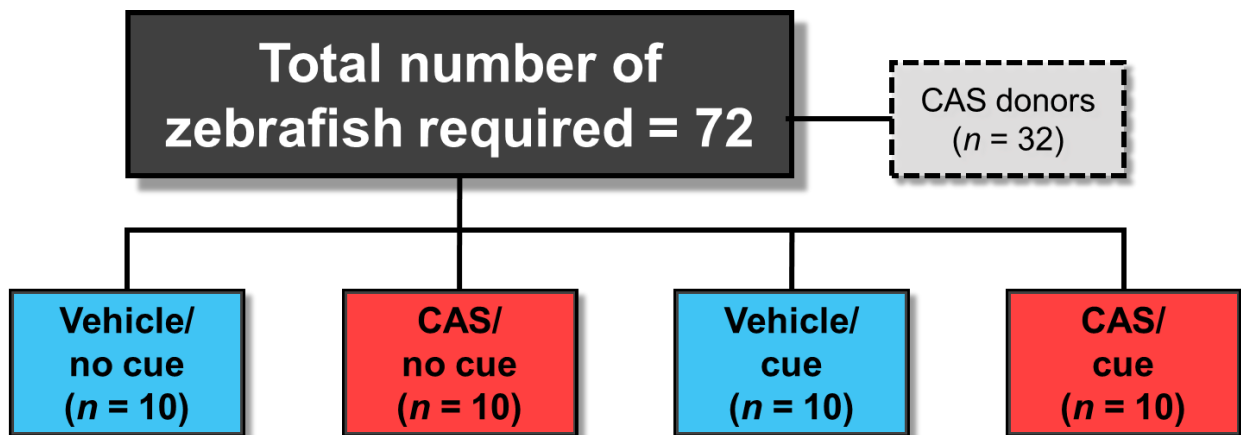 Total number of
zebrafish required = 72
CAS donors
(n = 32)
Vehicle/
no cue
(n = 10)
CAS/
no cue
(n = 10)
Vehicle/
cue
(n = 10)
CAS/
cue
(n = 10)